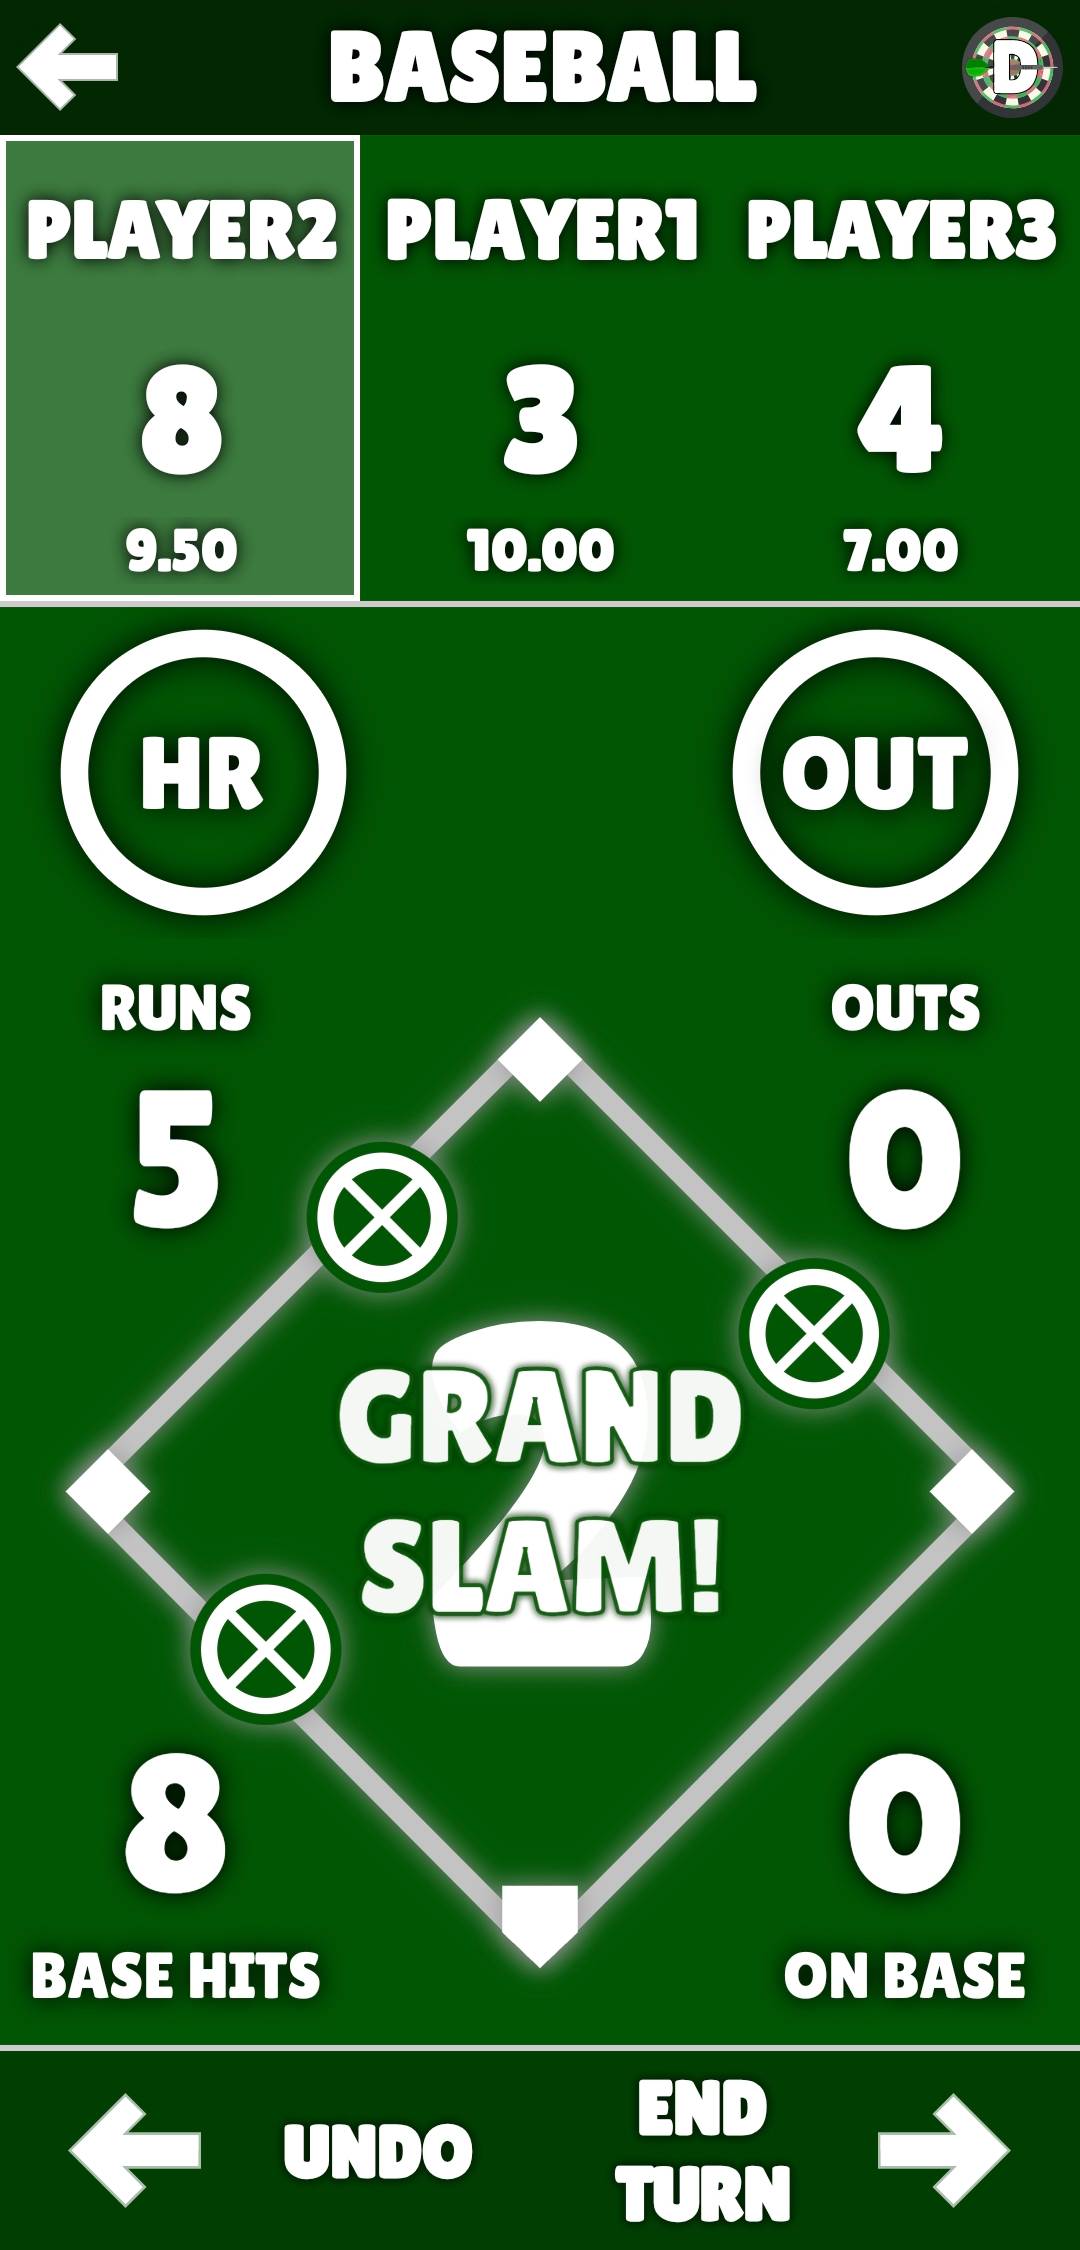 BASEBALL
D
PLAYER2 PLAYER1 PLAYER3
8 3 4
9.50 10.00 7.00
HR OUT
RUNS OUTS
5 0
2
GRAND
SLAM!
8 0
BASE HITS ON BASE
UNDO
END
TURN